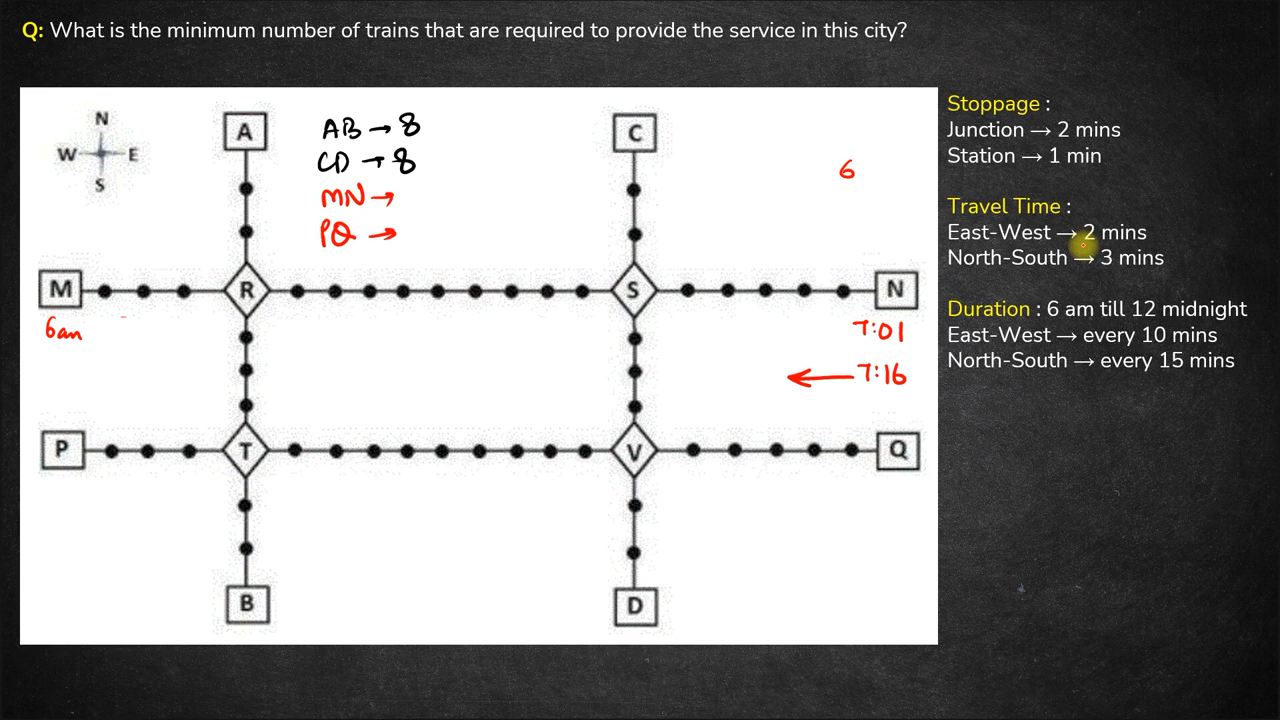 Q: What is the minimum number of trains that are required to provide the service in this city?
N
W E
S
A
C
AB → 8
CD → 8
MN →
PQ →
6
M
R
S
N
6am
7:01
← 7:16
P
T
V
Q
B
D
Stoppage :
Junction → 2 mins
Station → 1 min
Travel Time :
East-West → 2 mins
North-South → 3 mins
Duration : 6 am till 12 midnight
East-West → every 10 mins
North-South → every 15 mins